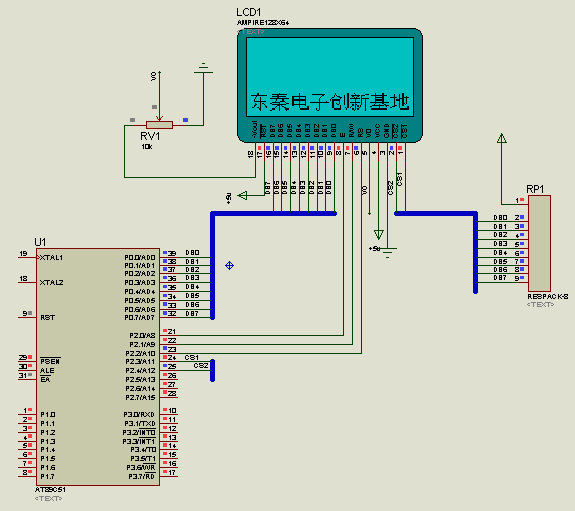 LCD1
AMPIRE128X64
<TEXT>
东秦电子创新基地
-Vout
RST
DB7
DB6
DB5
DB4
DB3
DB2
DB1
DB0
E
R/W
RS
V0
VCC
GND
CS2
CS1
18
17
16
15
14
13
12
11
10
9
8
7
6
5
4
3
2
1
DB7
DB6
DB5
DB4
DB3
DB2
DB1
DB0
V0
CS2
CS1
+5v
+5v
V0
RV1
10k
RP1
1
2
3
4
5
6
7
8
9
DB0
DB1
DB2
DB3
DB4
DB5
DB6
DB7
RESPACK-8
<TEXT>
U1
19 XTAL1
18 XTAL2
9 RST
29 PSEN
30 ALE
31 EA
1 P1.0
2 P1.1
3 P1.2
4 P1.3
5 P1.4
6 P1.5
7 P1.6
8 P1.7
P0.0/AD0 39 DB0
P0.1/AD1 38 DB1
P0.2/AD2 37 DB2
P0.3/AD3 36 DB3
P0.4/AD4 35 DB4
P0.5/AD5 34 DB5
P0.6/AD6 33 DB6
P0.7/AD7 32 DB7
P2.0/A8 21
P2.1/A9 22
P2.2/A10 23
P2.3/A11 24 CS1
P2.4/A12 25 CS2
P2.5/A13 26
P2.6/A14 27
P2.7/A15 28
P3.0/RXD 10
P3.1/TXD 11
P3.2/INT0 12
P3.3/INT1 13
P3.4/T0 14
P3.5/T1 15
P3.6/WR 16
P3.7/RD 17
AT89C51
<TEXT>